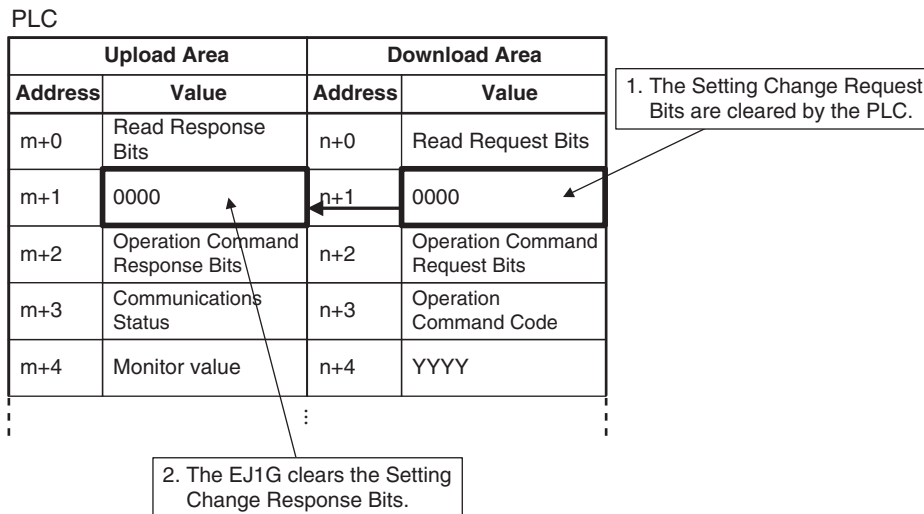 PLC
Upload Area Download Area
Address Value Address Value
m+0 Read Response Bits n+0 Read Request Bits
m+1 0000 n+1 0000
m+2 Operation Command Response Bits n+2 Operation Command Request Bits
m+3 Communications Status n+3 Operation Command Code
m+4 Monitor value n+4 YYYY
1. The Setting Change Request
Bits are cleared by the PLC.
2. The EJ1G clears the Setting
Change Response Bits.